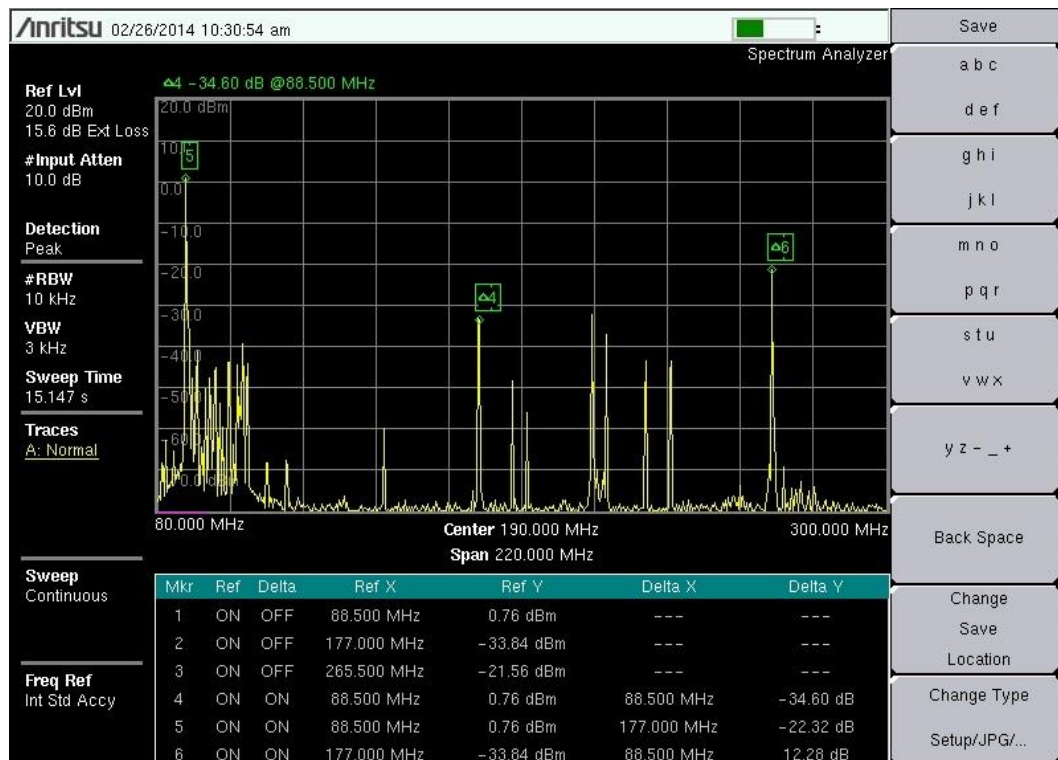 Anritsu 02/26/2014 10:30:54 am
Spectrum Analyzer
Δ4 -34.60 dB @88.500 MHz
Ref Lvl
20.0 dBm
15.6 dB Ext Loss
#Input Atten
10.0 dB
Detection
Peak
#RBW
10 kHz
VBW
3 kHz
Sweep Time
15.147 s
Traces
A: Normal
Sweep
Continuous
Freq Ref
Int Std Accy
20.0 dBm
0.0
-10.0
-20.0
-30.0
-40.0
-50.0
5
Δ4
Δ6
80.000 MHz Center 190.000 MHz 300.000 MHz
Span 220.000 MHz
Mkr Ref Delta Ref X Ref Y Delta X Delta Y
1 ON OFF 88.500 MHz 0.76 dBm --- ---
2 ON OFF 177.000 MHz -33.84 dBm --- ---
3 ON OFF 265.500 MHz -21.56 dBm --- ---
4 ON ON 88.500 MHz 0.76 dBm 88.500 MHz -34.60 dB
5 ON ON 88.500 MHz 0.76 dBm 177.000 MHz -22.32 dB
6 ON ON 177.000 MHz -33.84 dBm 88.500 MHz 12.28 dB
Save
a b c
d e f
g h i
j k l
m n o
p q r
s t u
v w x
y z - _ +
Back Space
Change
Save
Location
Change Type
Setup/JPG/...